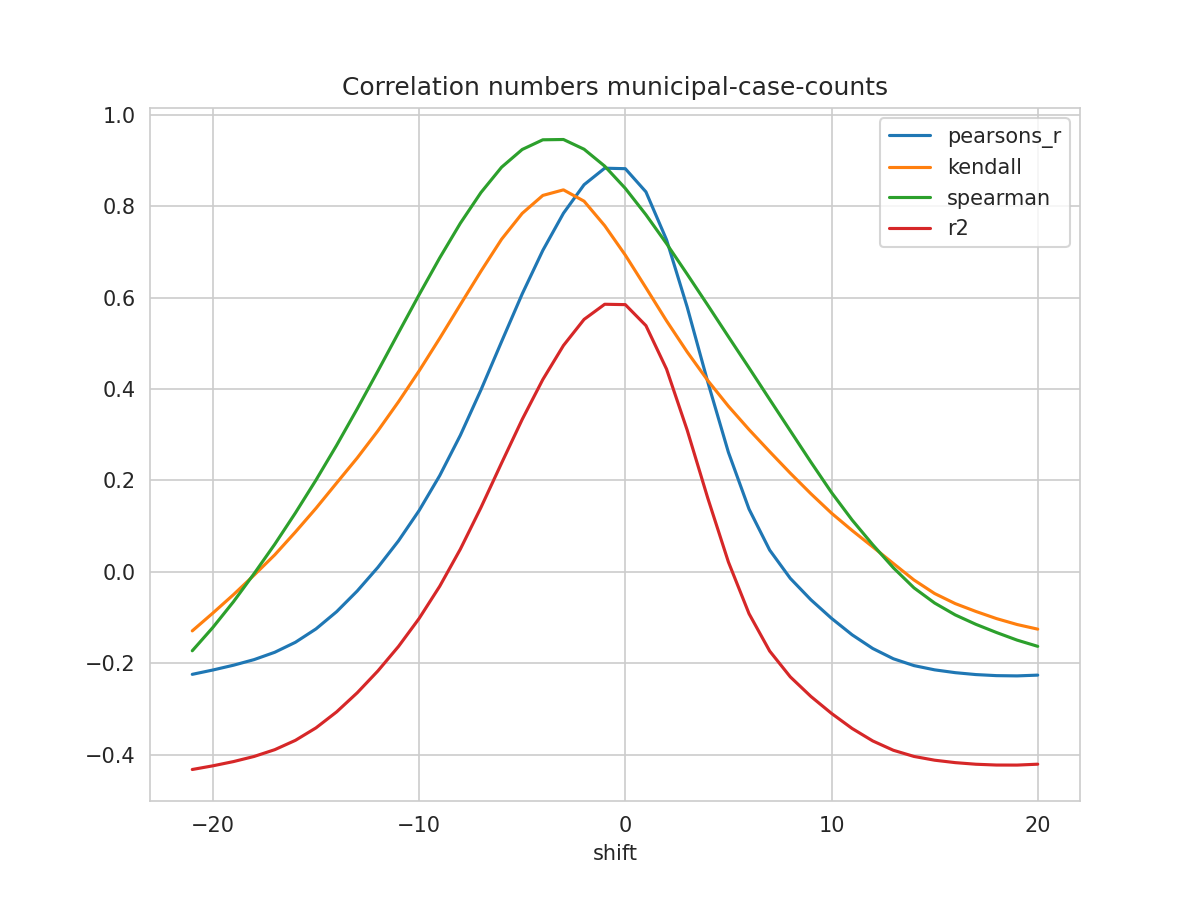 Correlation numbers municipal-case-counts
1.0
0.8
0.6
0.4
0.2
0.0
−0.2
−0.4
pearsons_r
kendall
spearman
r2
−20 −10 0 10 20
shift